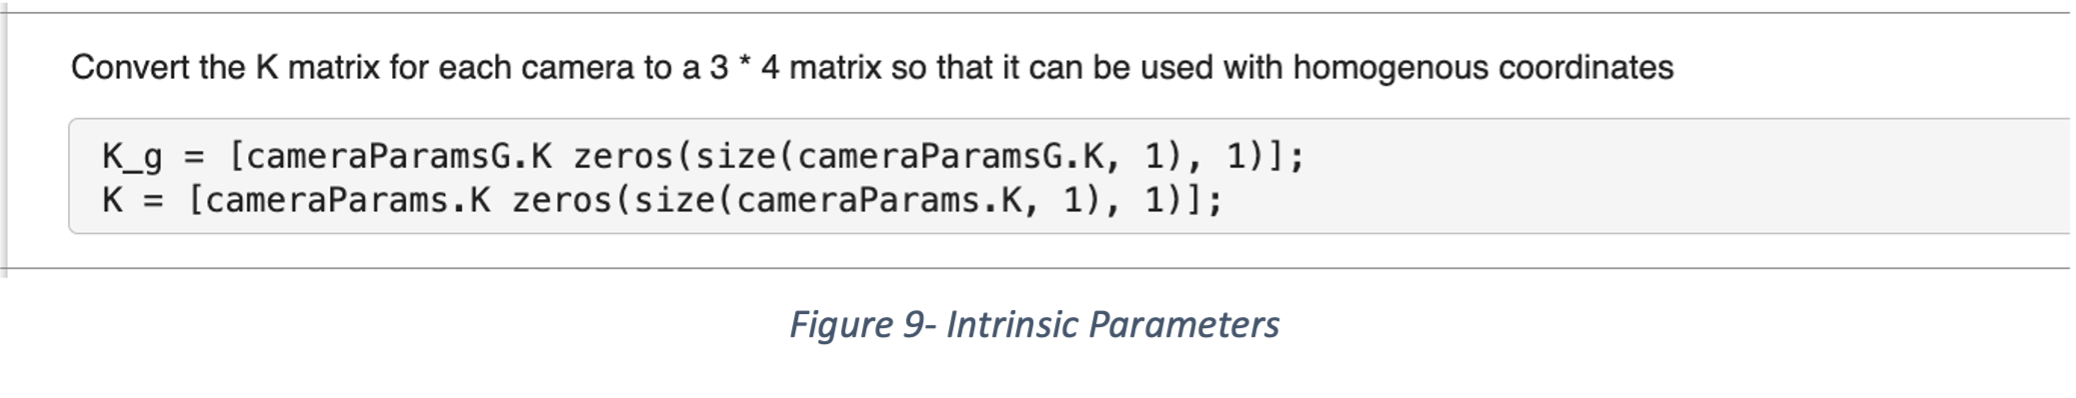 Convert the K matrix for each camera to a 3 * 4 matrix so that it can be used with homogenous coordinates
K_g = [cameraParamsG.K zeros(size(cameraParamsG.K, 1), 1)];
K = [cameraParams.K zeros(size(cameraParams.K, 1), 1)];
Figure 9- Intrinsic Parameters